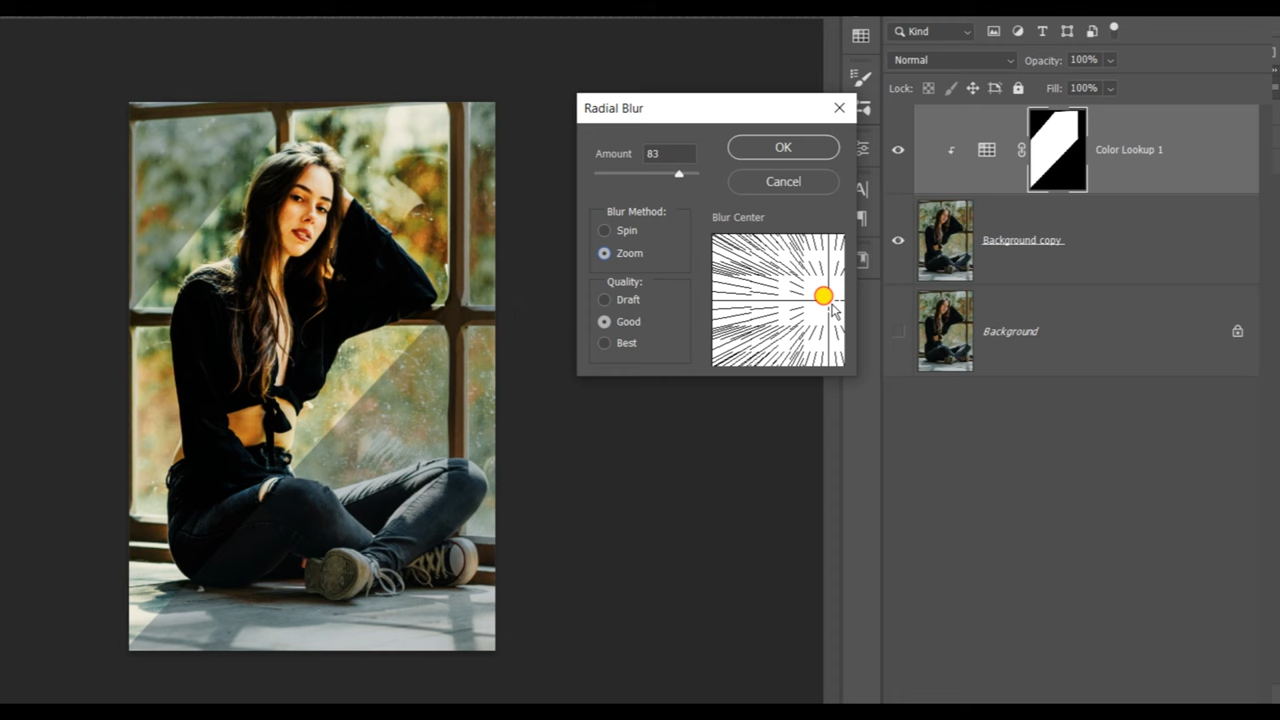 Kind
Normal
Opacity: 100%
Lock:
Fill: 100%
Radial Blur
Amount 83
OK
Cancel
Blur Method:
Spin
Zoom
Blur Center
Quality:
Draft
Good
Best
Color Lookup 1
Background copy
Background